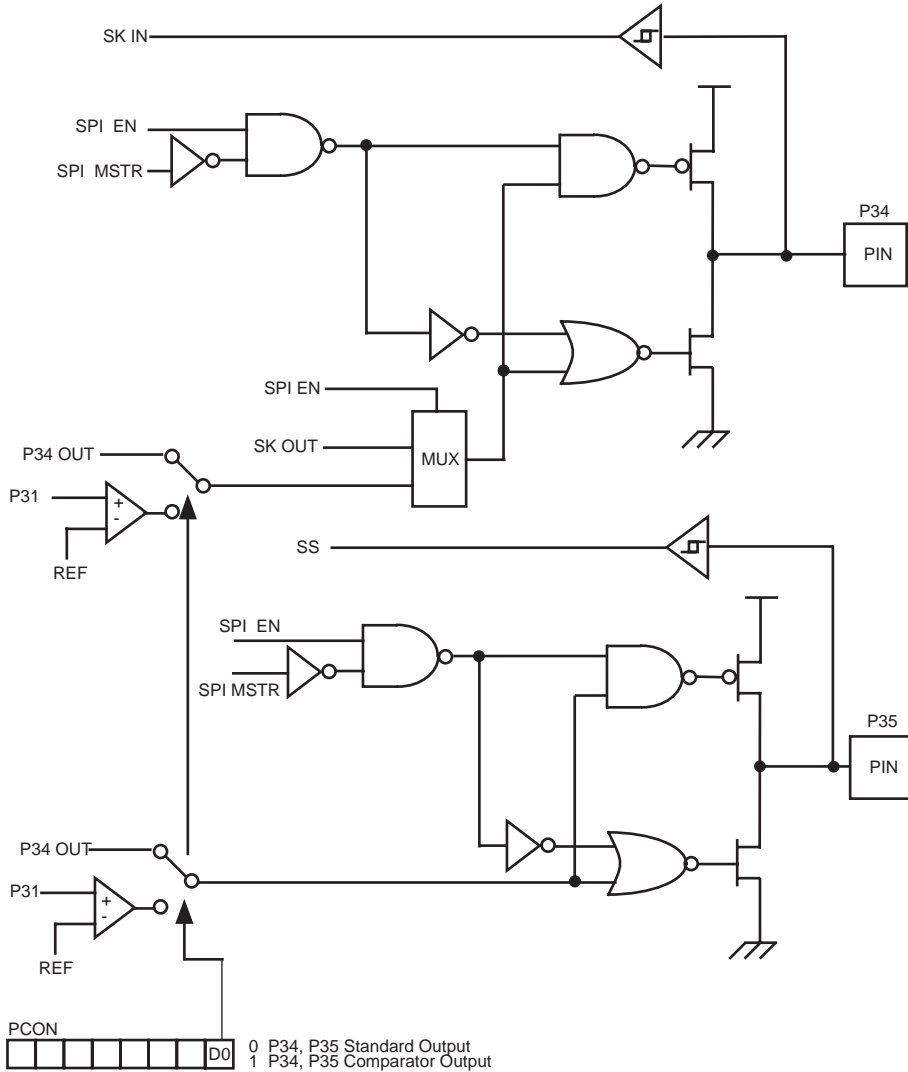 SK IN
SPI EN
SPI MSTR
P34
PIN
SPI EN
SK OUT
MUX
P34 OUT
P31
+
-
REF
SS
SPI EN
SPI MSTR
P35
PIN
P34 OUT
P31
+
-
REF
PCON
D0
0 P34, P35 Standard Output
1 P34, P35 Comparator Output